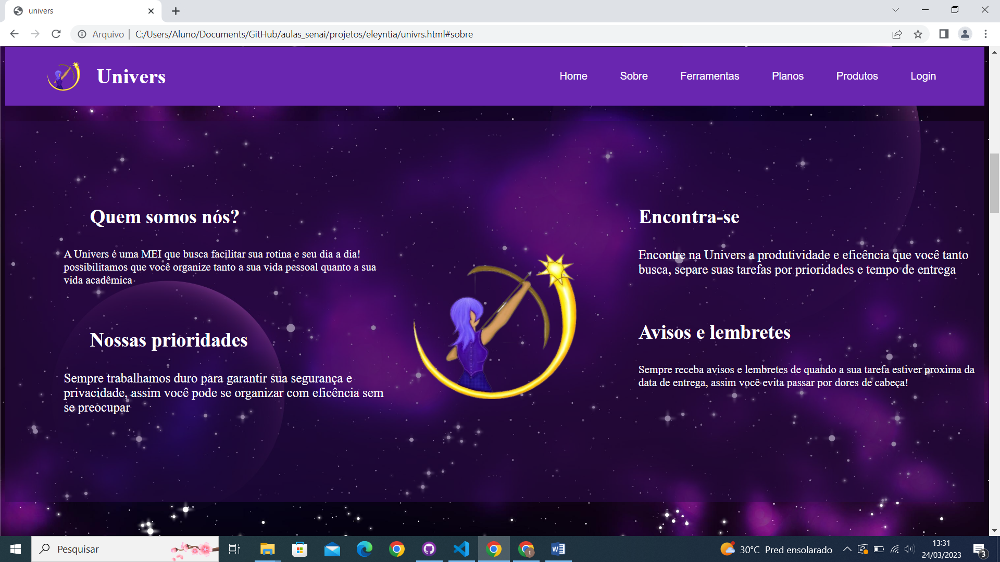 univers
Arquivo
C:/Users/Aluno/Documents/GitHub/aulas_senai/projetos/eleyntia/univrs.html#sobre
Univers
Home
Sobre
Ferramentas
Planos
Produtos
Login
Quem somos nós?
A Univers é uma MEI que busca facilitar sua rotina e seu dia a dia!
possibilitamos que você organize tanto a sua vida pessoal quanto a sua
vida acadêmica
Nossas prioridades
Sempre trabalhamos duro para garantir sua segurança e
privacidade, assim você pode se organizar com eficência sem
se preocupar
Encontra-se
Encontre na Univers a produtividade e eficência que você tanto
busca, separe suas tarefas por prioridades e tempo de entrega
Avisos e lembretes
Sempre receba avisos e lembretes de quando a sua tarefa estiver proxima da
data de entrega, assim você evita passar por dores de cabeça!
Pesquisar
30°C Pred ensolarado
13:31
24/03/2023
3